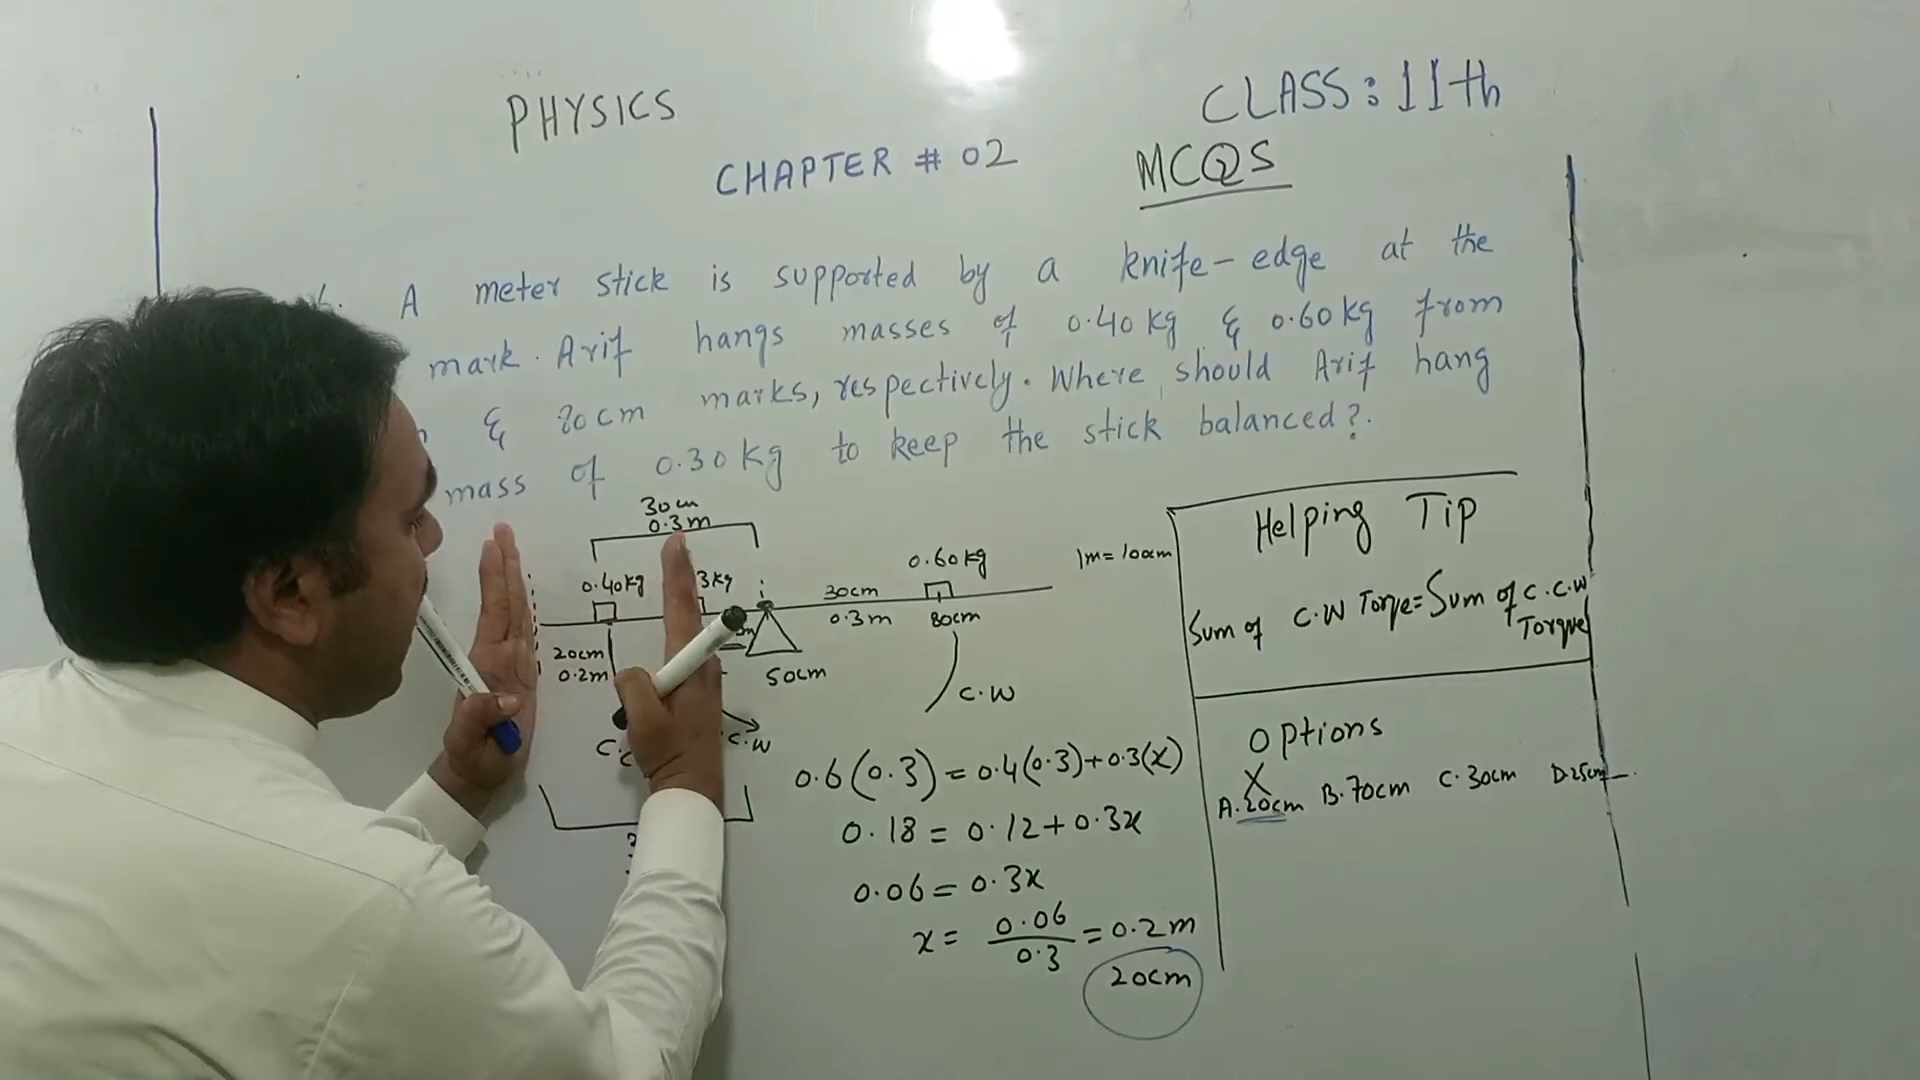 PHYSICS
CLASS: 11th
CHAPTER # 02
MCQS
A meter stick is supported by a knife-edge at the
mark. Arif hangs masses of 0.40kg & 0.60kg from
& 80cm marks, respectively. Where should Arif hang
mass of 0.30kg to keep the stick balanced?.
30cm
0.3m
0.40kg
3kg
0.60kg
1m=100cm
30cm
0.3m
80cm
20cm
0.2m
50cm
C.W
C.W
0.6(0.3)=0.4(0.3)+0.3(x)
0.18=0.12+0.3x
0.06=0.3x
x= 0.06/0.3=0.2m
20cm
Helping Tip
Sum of C.W Torqe=Sum of C.C.W
Torque
Options
X
A.20cm B.70cm C.30cm D.25cm